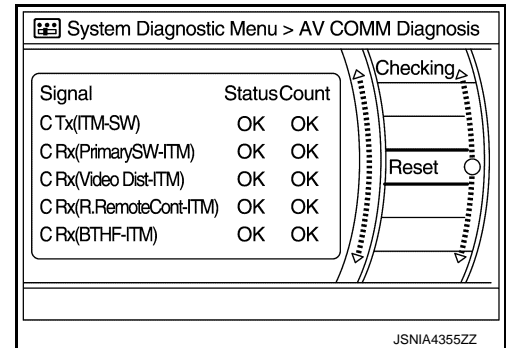 System Diagnostic Menu > AV COMM Diagnosis
Checking
Signal Status Count
C Tx(ITM-SW) OK OK
C Rx(PrimarySW-ITM) OK OK
C Rx(Video Dist-ITM) OK OK
Reset
C Rx(R.RemoteCont-ITM) OK OK
C Rx(BTHF-ITM) OK OK
JSNIA4355ZZ